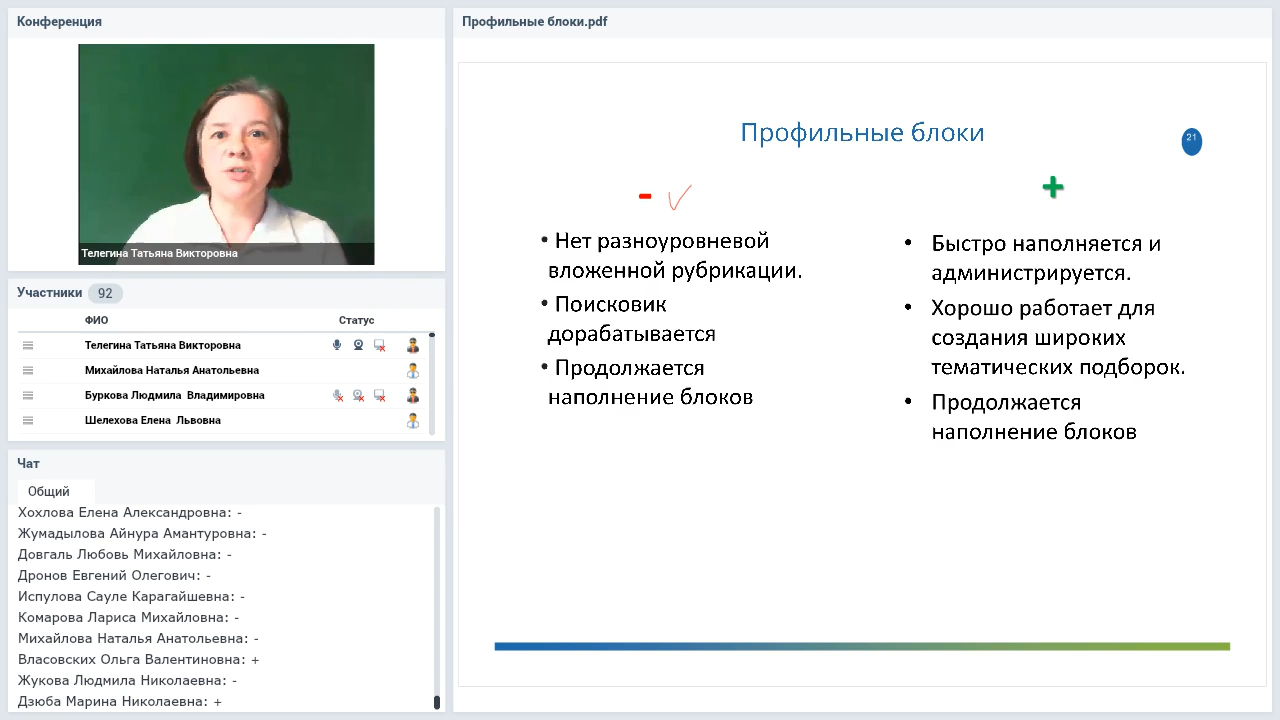 Конференция
Телегина Татьяна Викторовна
Участники 92
ФИО Статус
Телегина Татьяна Викторовна
Михайлова Наталья Анатольевна
Буркова Людмила Владимировна
Шелехова Елена Львовна
Чат
Общий
Хохлова Елена Александровна: -
Жумадылова Айнура Амантуровна: -
Довгаль Любовь Михайловна: -
Дронов Евгений Олегович: -
Испулова Сауле Карагайшевна: -
Комарова Лариса Михайловна: -
Михайлова Наталья Анатольевна: -
Власовских Ольга Валентиновна: +
Жукова Людмила Николаевна: -
Дзюба Марина Николаевна: +
Профильные блоки.pdf
Профильные блоки
21
-
• Нет разноуровневой
вложенной рубрикации.
• Поисковик
дорабатывается
• Продолжается
наполнение блоков
+
• Быстро наполняется и
администрируется.
• Хорошо работает для
создания широких
тематических подборок.
• Продолжается
наполнение блоков